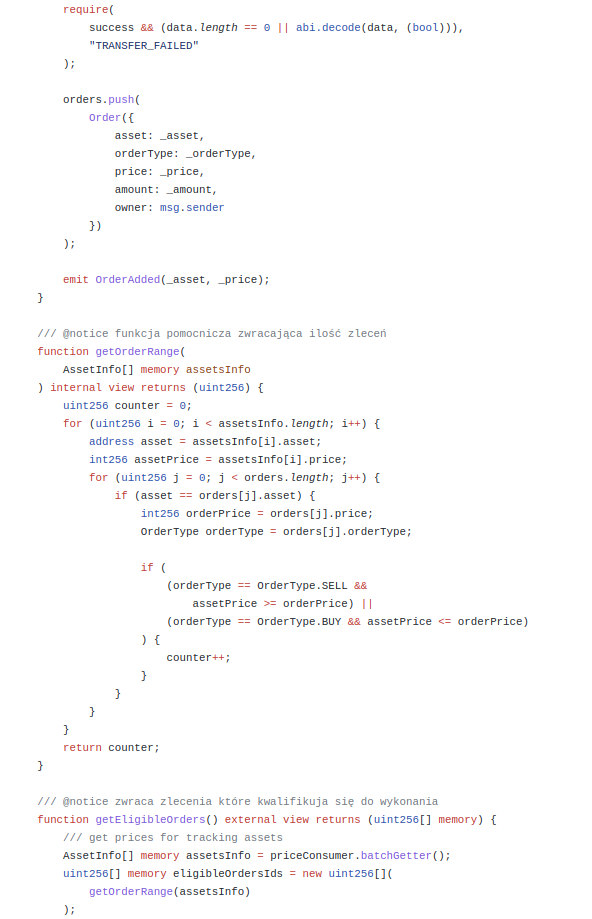 require(
success && (data.length == 0 || abi.decode(data, (bool))),
"TRANSFER_FAILED"
);
orders.push(
Order({
asset: _asset,
orderType: _orderType,
price: _price,
amount: _amount,
owner: msg.sender
})
);
emit OrderAdded(_asset, _price);
}
/// @notice funkcja pomocnicza zwracająca ilość zleceń
function getOrderRange(
AssetInfo[] memory assetsInfo
) internal view returns (uint256) {
uint256 counter = 0;
for (uint256 i = 0; i < assetsInfo.length; i++) {
address asset = assetsInfo[i].asset;
int256 assetPrice = assetsInfo[i].price;
for (uint256 j = 0; j < orders.length; j++) {
if (asset == orders[j].asset) {
int256 orderPrice = orders[j].price;
OrderType orderType = orders[j].orderType;
if (
(orderType == OrderType.SELL &&
assetPrice >= orderPrice) ||
(orderType == OrderType.BUY && assetPrice <= orderPrice)
) {
counter++;
}
}
}
}
return counter;
}
/// @notice zwraca zlecenia które kwalifikuja się do wykonania
function getEligibleOrders() external view returns (uint256[] memory) {
/// get prices for tracking assets
AssetInfo[] memory assetsInfo = priceConsumer.batchGetter();
uint256[] memory eligibleOrdersIds = new uint256[](
getOrderRange(assetsInfo)
);